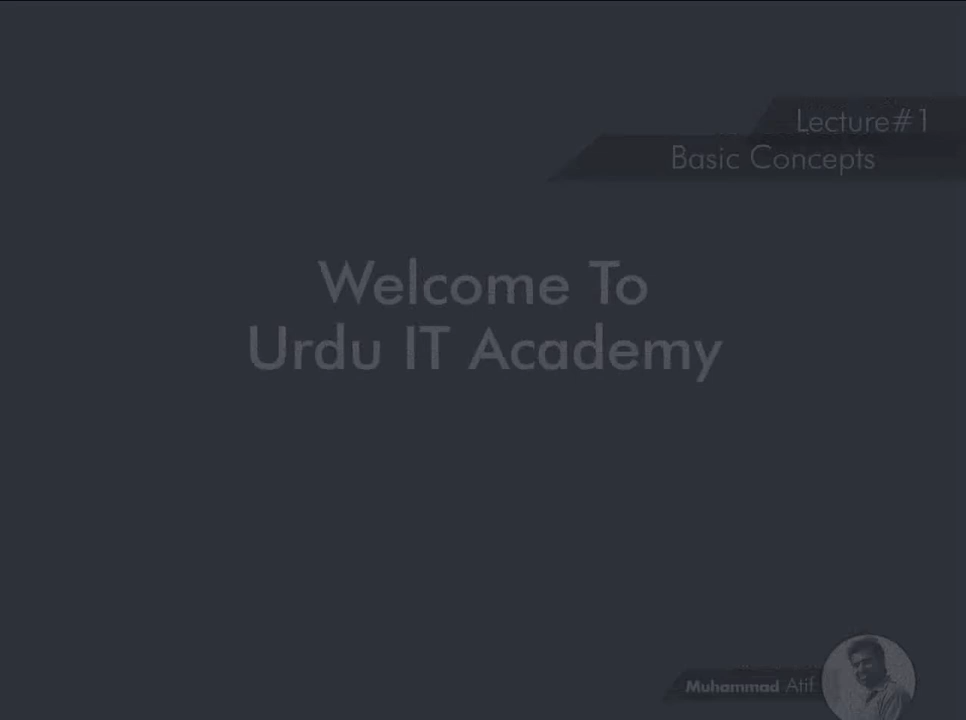 Lecture#1
Basic Concepts
Welcome To
Urdu IT Academy
Muhammad Atif